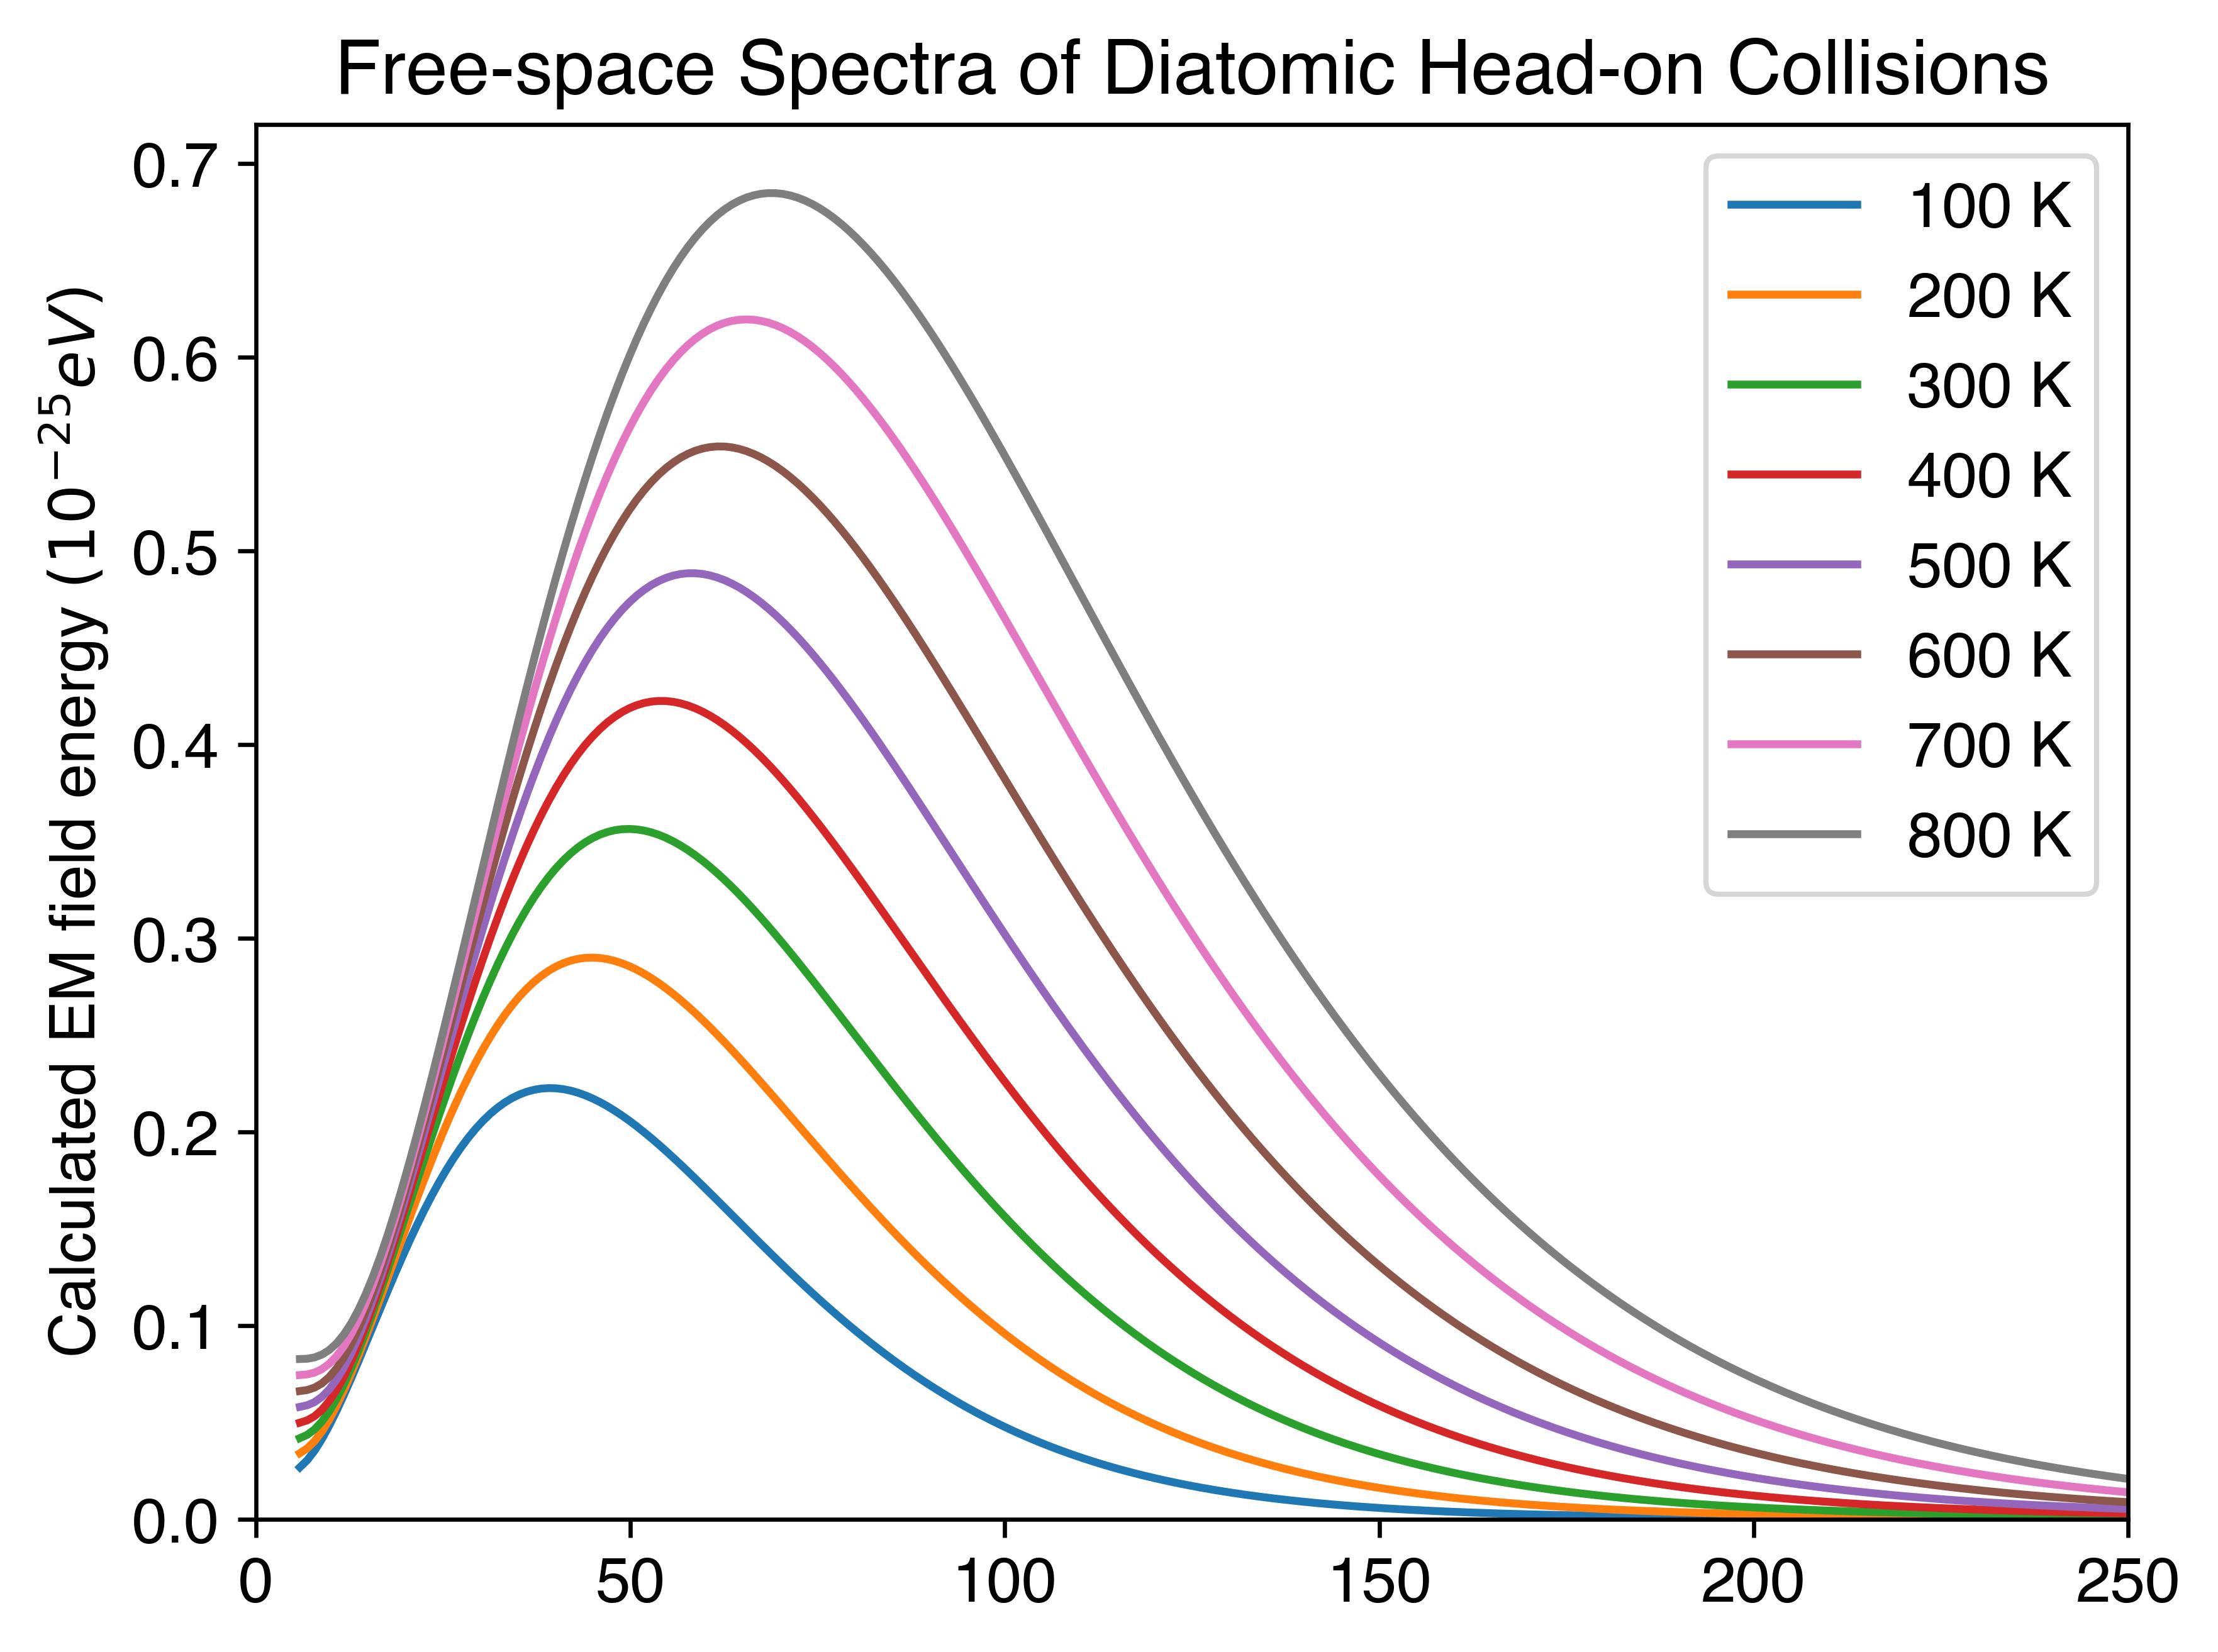 Free-space Spectra of Diatomic Head-on Collisions
Calculated EM field energy (10⁻²⁵eV)
0.7
0.6
0.5
0.4
0.3
0.2
0.1
0.0
0 50 100 150 200 250
100 K
200 K
300 K
400 K
500 K
600 K
700 K
800 K